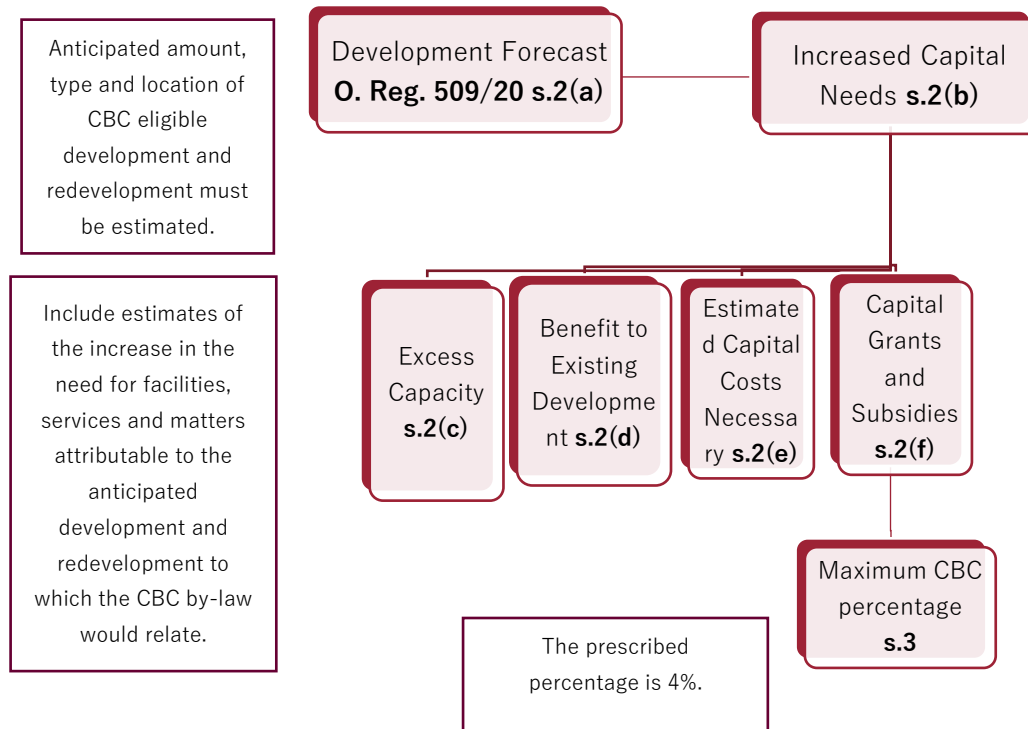 Anticipated amount,
type and location of
CBC eligible
development and
redevelopment must
be estimated.
Development Forecast
O. Reg. 509/20 s.2(a)
Increased Capital
Needs s.2(b)
Include estimates of
the increase in the
need for facilities,
services and matters
attributable to the
anticipated
development and
redevelopment to
which the CBC by-law
would relate.
Excess
Capacity
s.2(c)
Benefit to
Existing
Developme
nt s.2(d)
Estimate
d Capital
Costs
Necessa
ry s.2(e)
Capital
Grants
and
Subsidies
s.2(f)
Maximum CBC
percentage
s.3
The prescribed
percentage is 4%.